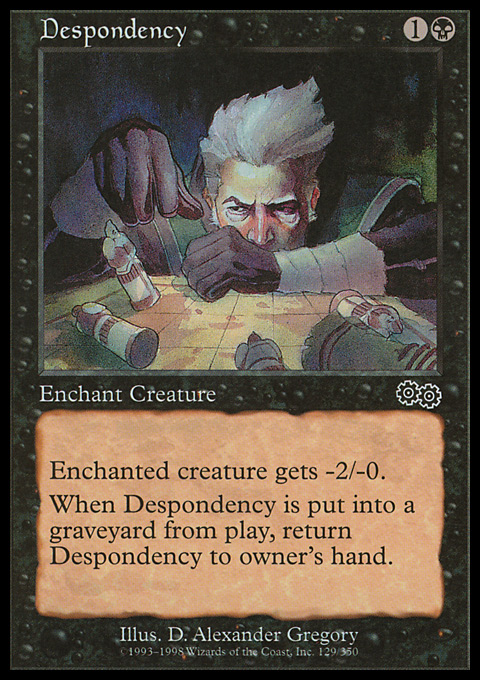 Despondency 1
Enchant Creature
Enchanted creature gets -2/-0.
When Despondency is put into a
graveyard from play, return
Despondency to owner's hand.
Illus. D. Alexander Gregory
©1993–1998 Wizards of the Coast, Inc. 129/350